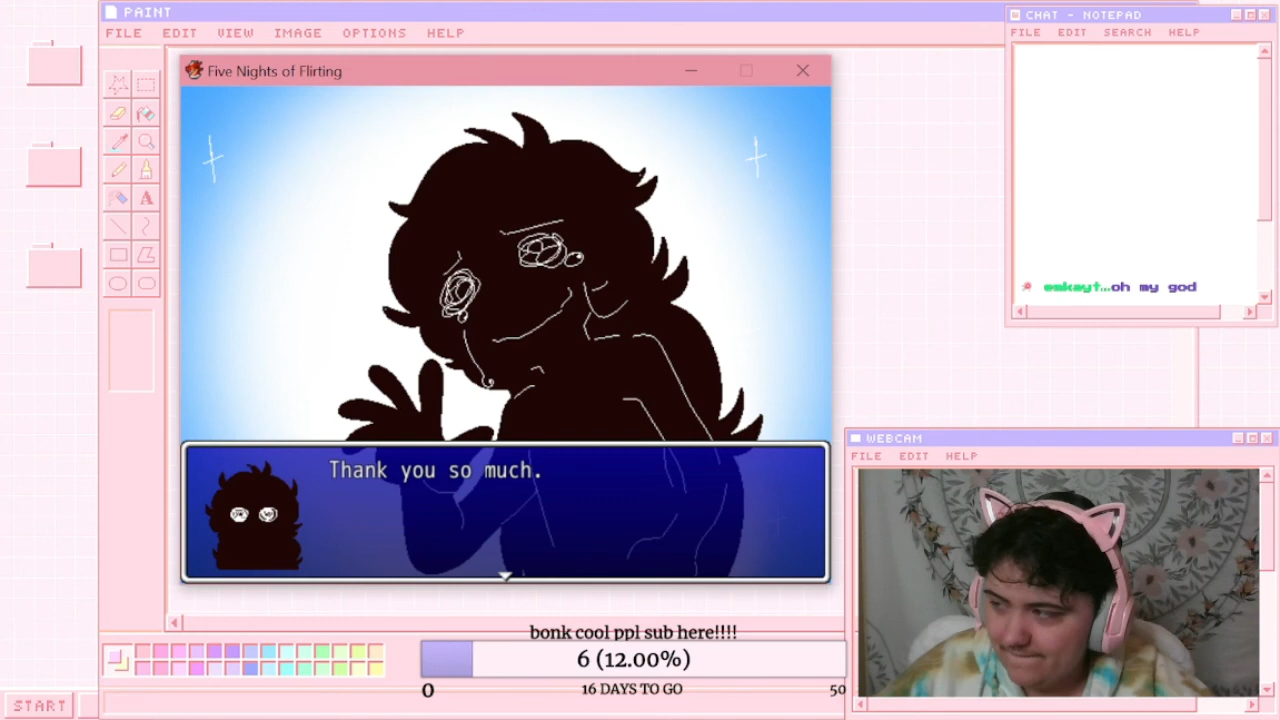 PAINT
FILE EDIT VIEW IMAGE OPTIONS HELP
Five Nights of Flirting
Thank you so much.
CHAT - NOTEPAD
FILE EDIT SEARCH HELP
emkayt…oh my god
WEBCAM
FILE EDIT HELP
A
bonk cool ppl sub here!!!!
6 (12.00%)
0 16 DAYS TO GO 50
START